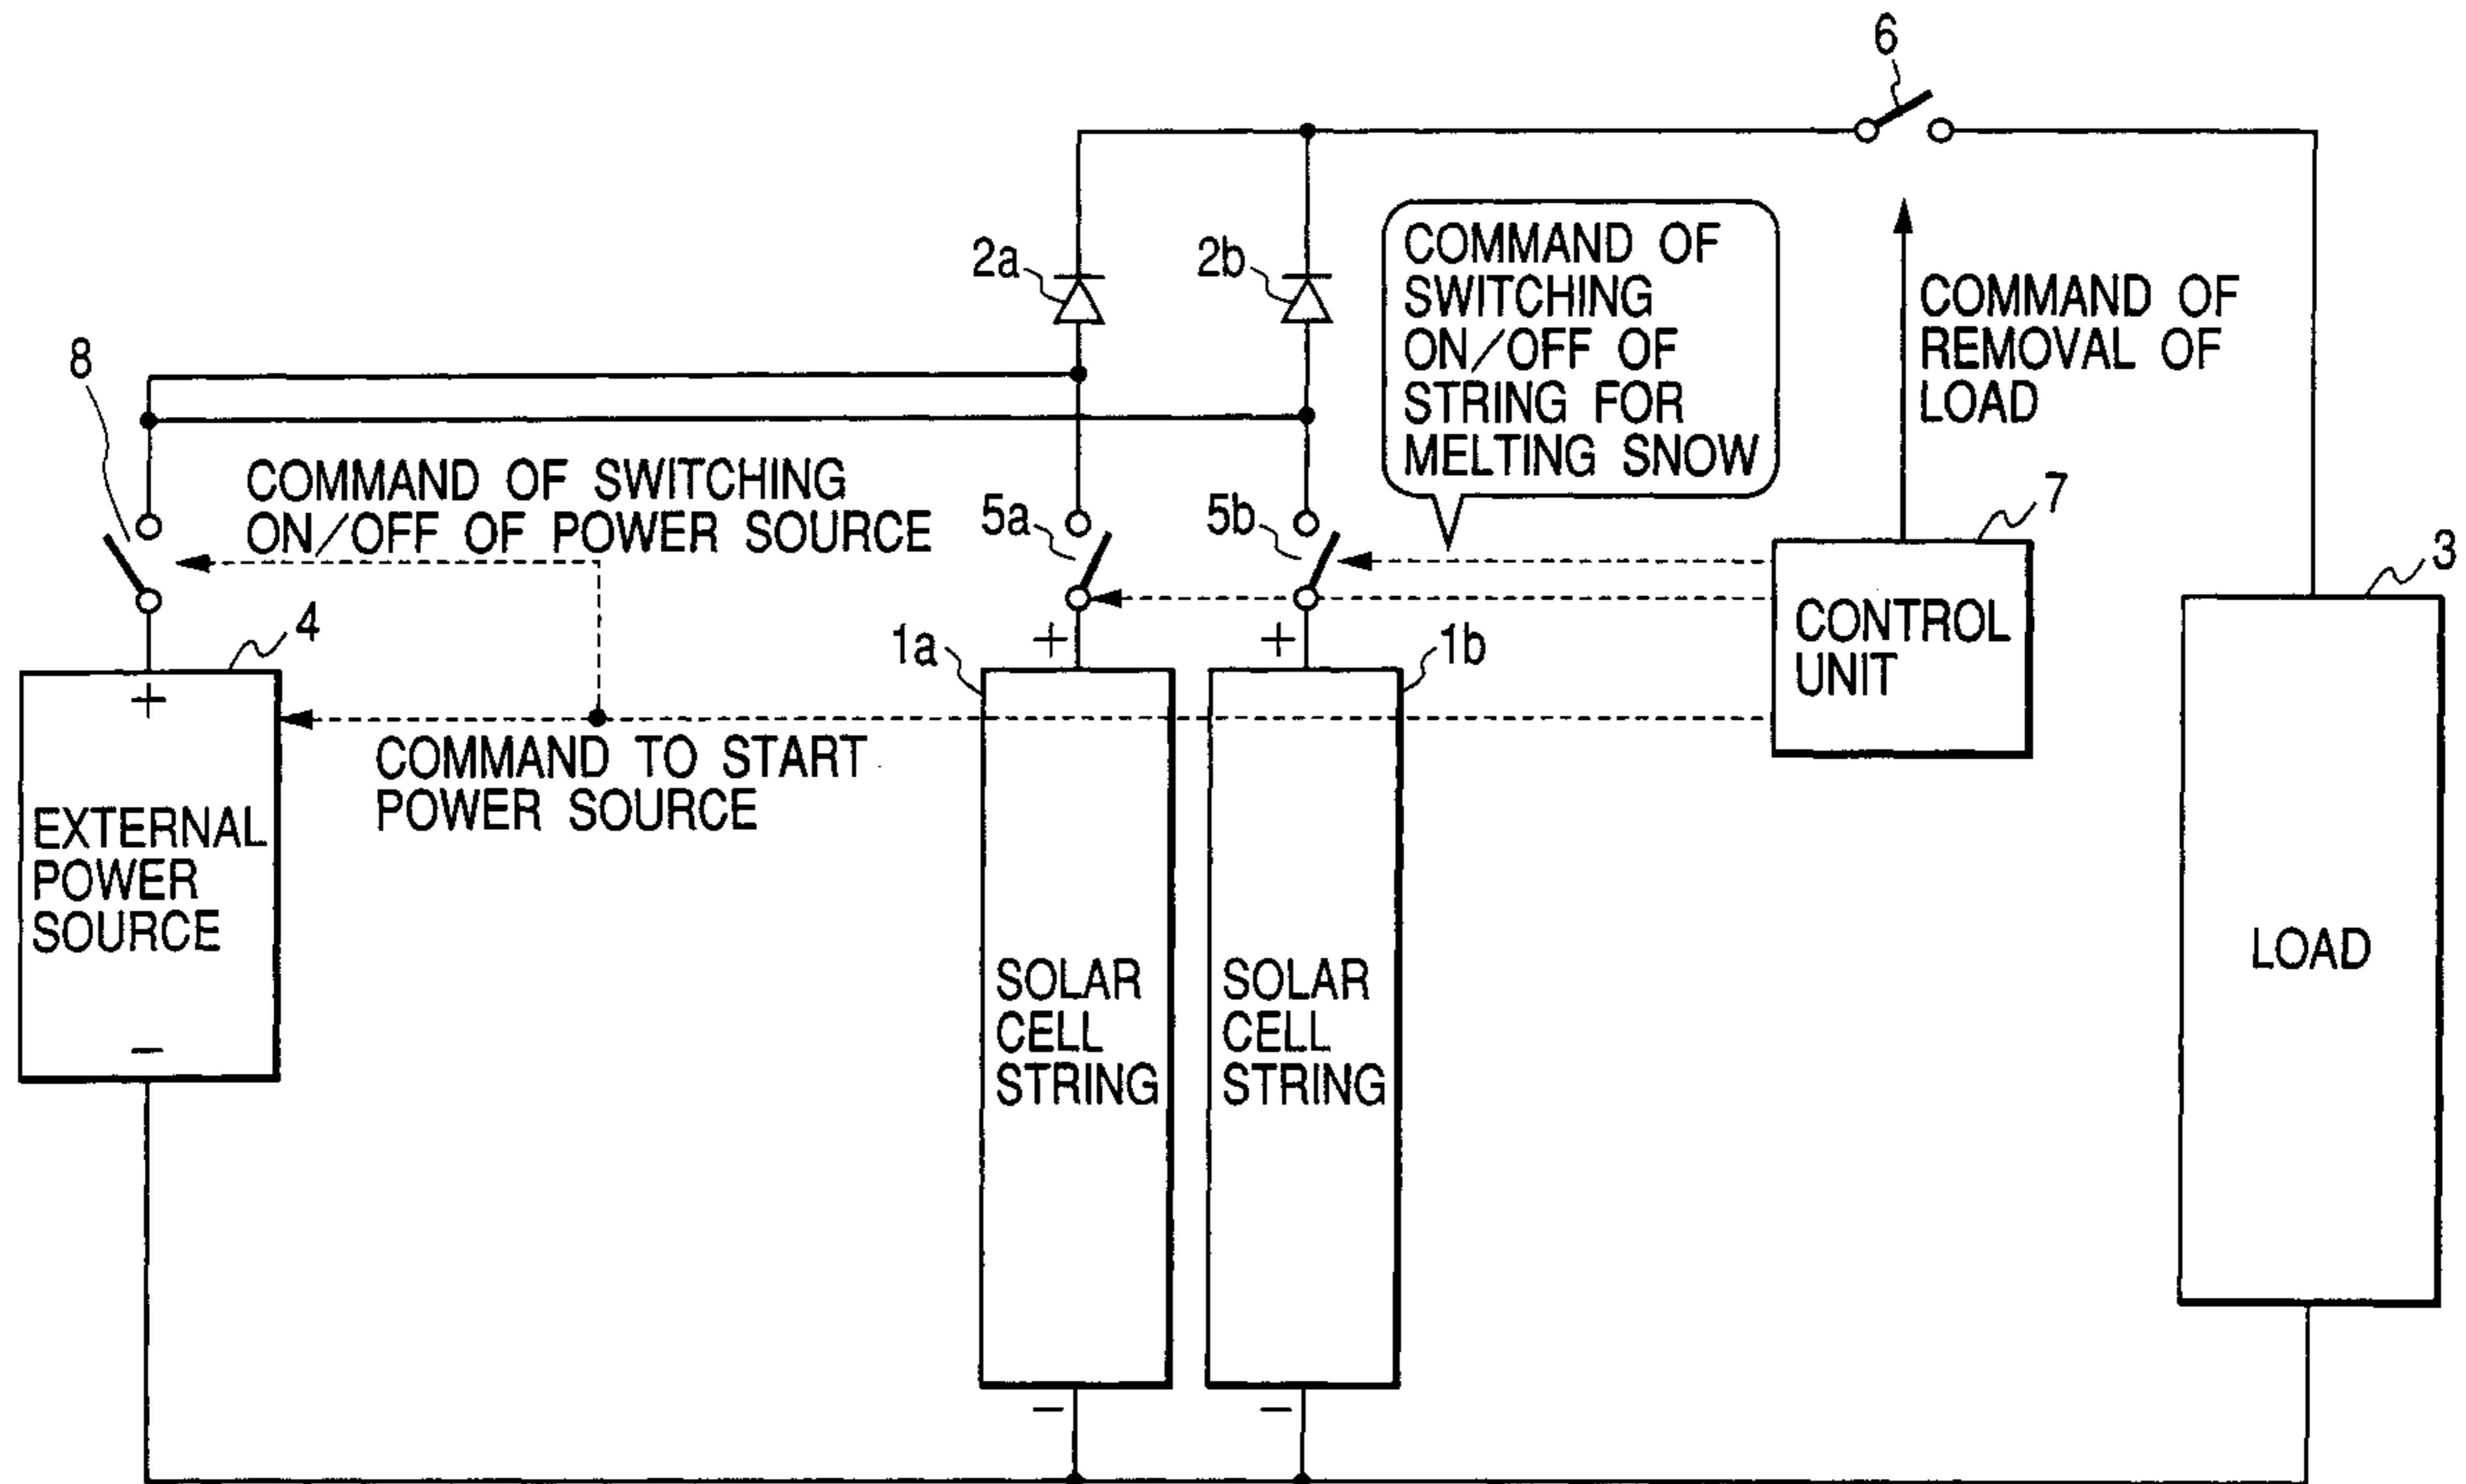 6
2a
2b
COMMAND OF
SWITCHING
ON/OFF OF
STRING FOR
MELTING SNOW
COMMAND OF
REMOVAL OF
LOAD
8
COMMAND OF SWITCHING
ON/OFF OF POWER SOURCE
5a
5b
7
3
4
1a
+
+
1b
CONTROL
UNIT
+
COMMAND TO START
POWER SOURCE
EXTERNAL
POWER
SOURCE
−
SOLAR
CELL
STRING
SOLAR
CELL
STRING
LOAD
−
−